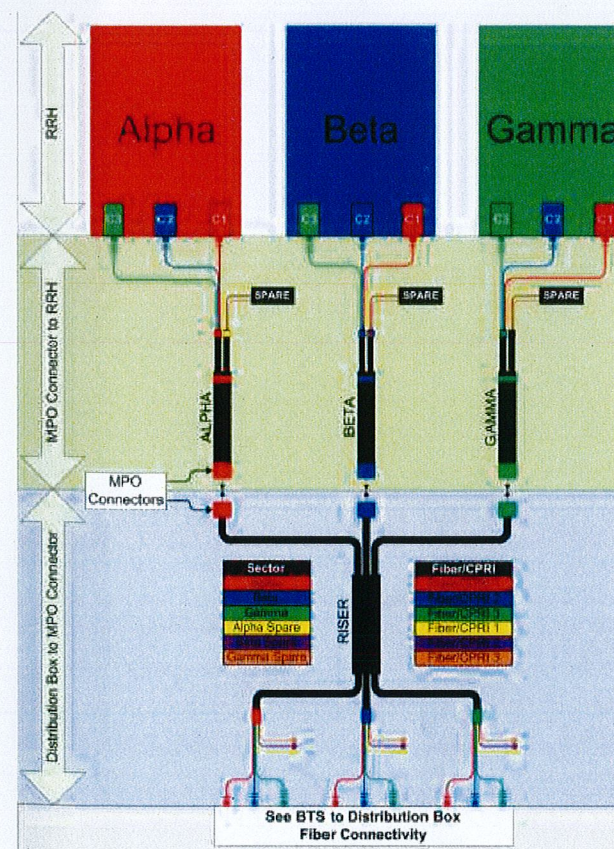 RRH
Alpha
Beta
Gamma
C3
C2
C1
C3
C2
C1
C3
C2
C1
MPO Connector to RRH
SPARE
SPARE
SPARE
ALPHA
BETA
GAMMA
MPO
Connectors
Distribution Box to MPO Connector
Sector
Beta
Gamma
Alpha Spare
Gamma Spare
RISER
Fiber/CPRI
Fiber/CPRI 1
Fiber/CPRI 3
See BTS to Distribution Box
Fiber Connectivity